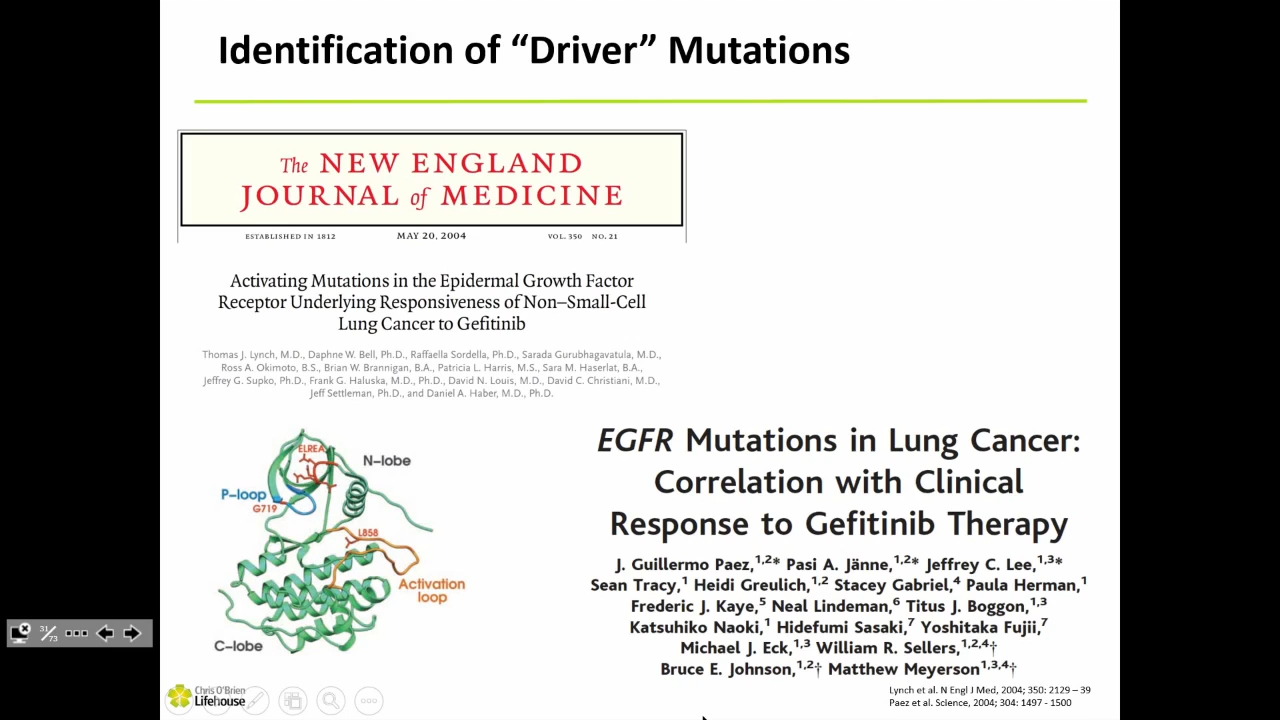 Identification of “Driver” Mutations
The NEW ENGLAND
JOURNAL of MEDICINE
ESTABLISHED IN 1812 MAY 20, 2004 VOL. 350 NO. 21
Activating Mutations in the Epidermal Growth Factor
Receptor Underlying Responsiveness of Non–Small-Cell
Lung Cancer to Gefitinib
Thomas J. Lynch, M.D., Daphne W. Bell, Ph.D., Raffaella Sordella, Ph.D., Sarada Gurubhagavatula, M.D.,
Ross A. Okimoto, B.S., Brian W. Brannigan, B.A., Patricia L. Harris, M.S., Sara M. Haserlat, B.A.,
Jeffrey G. Supko, Ph.D., Frank G. Haluska, M.D., Ph.D., David N. Louis, M.D., David C. Christiani, M.D.,
Jeff Settleman, Ph.D., and Daniel A. Haber, M.D., Ph.D.
ELREA
N-lobe
P-loop
G719
L858
Activation
loop
C-lobe
EGFR Mutations in Lung Cancer:
Correlation with Clinical
Response to Gefitinib Therapy
J. Guillermo Paez,1,2* Pasi A. Jänne,1,2* Jeffrey C. Lee,1,3*
Sean Tracy,1 Heidi Greulich,1,2 Stacey Gabriel,4 Paula Herman,1
Frederic J. Kaye,5 Neal Lindeman,6 Titus J. Boggon,1,3
Katsuhiko Naoki,1 Hidefumi Sasaki,7 Yoshitaka Fujii,7
Michael J. Eck,1,3 William R. Sellers,1,2,4†
Bruce E. Johnson,1,2† Matthew Meyerson1,3,4†
31/73
Chris O'Brien
Lifehouse
Lynch et al. N Engl J Med, 2004; 350: 2129 – 39
Paez et al. Science, 2004; 304: 1497 - 1500